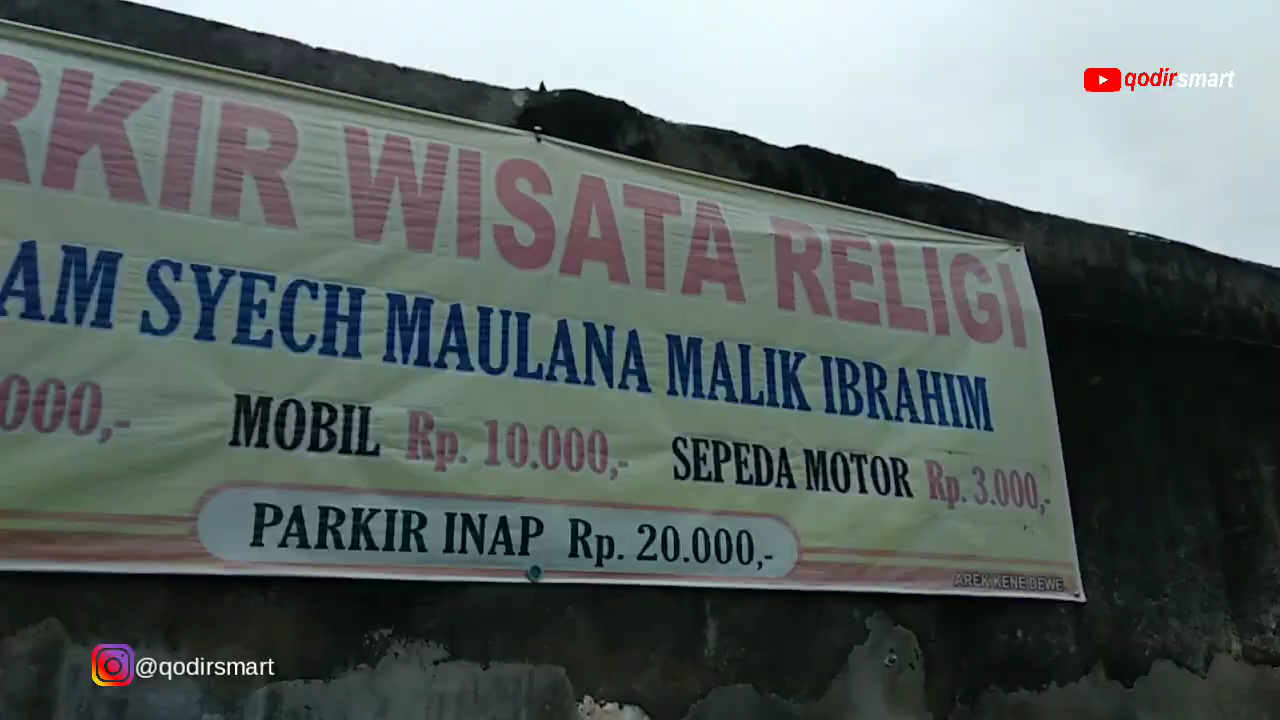 qodirsmart
RKIR WISATA RELIGI
AM SYECH MAULANA MALIK IBRAHIM
000,- MOBIL Rp. 10.000,- SEPEDA MOTOR Rp. 3.000,-
PARKIR INAP Rp. 20.000,-
AREK KENE DEWE
@qodirsmart